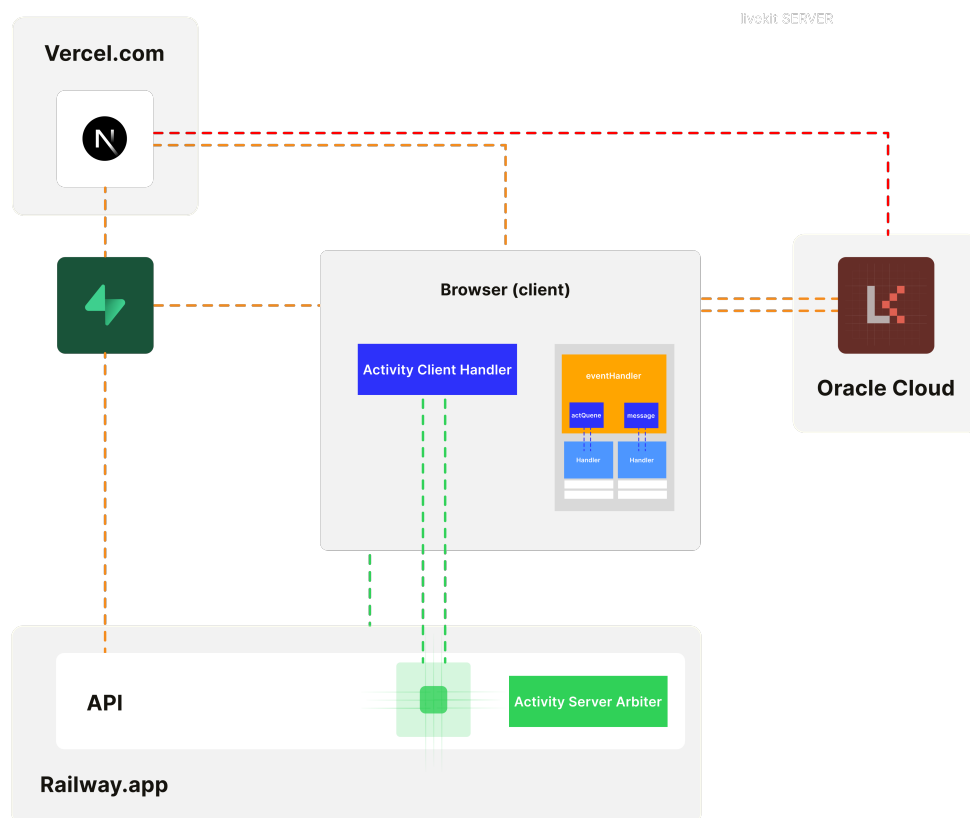 livekit SERVER
Vercel.com
N
Browser (client)
Activity Client Handler
eventHandler
actQuene
message
Handler
Handler
LK
Oracle Cloud
API
Activity Server Arbiter
Railway.app